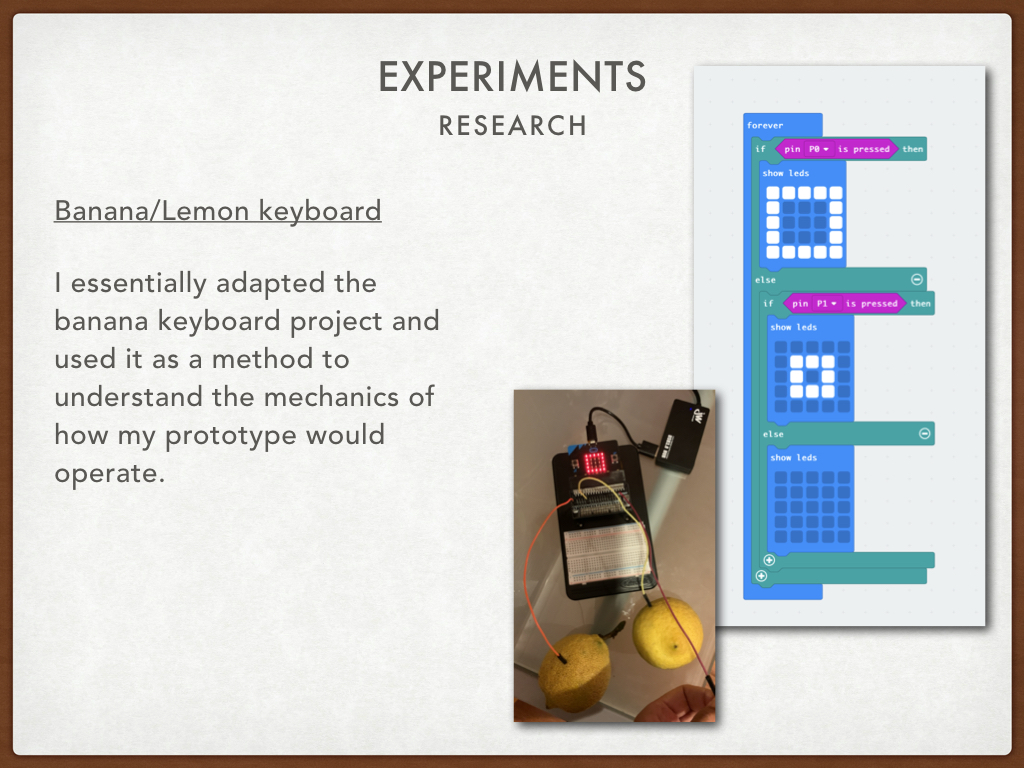 EXPERIMENTS
RESEARCH
Banana/Lemon keyboard
I essentially adapted the
banana keyboard project and
used it as a method to
understand the mechanics of
how my prototype would
operate.
forever
if pin P0 is pressed then
show leds
else
if pin P1 is pressed then
show leds
else
show leds